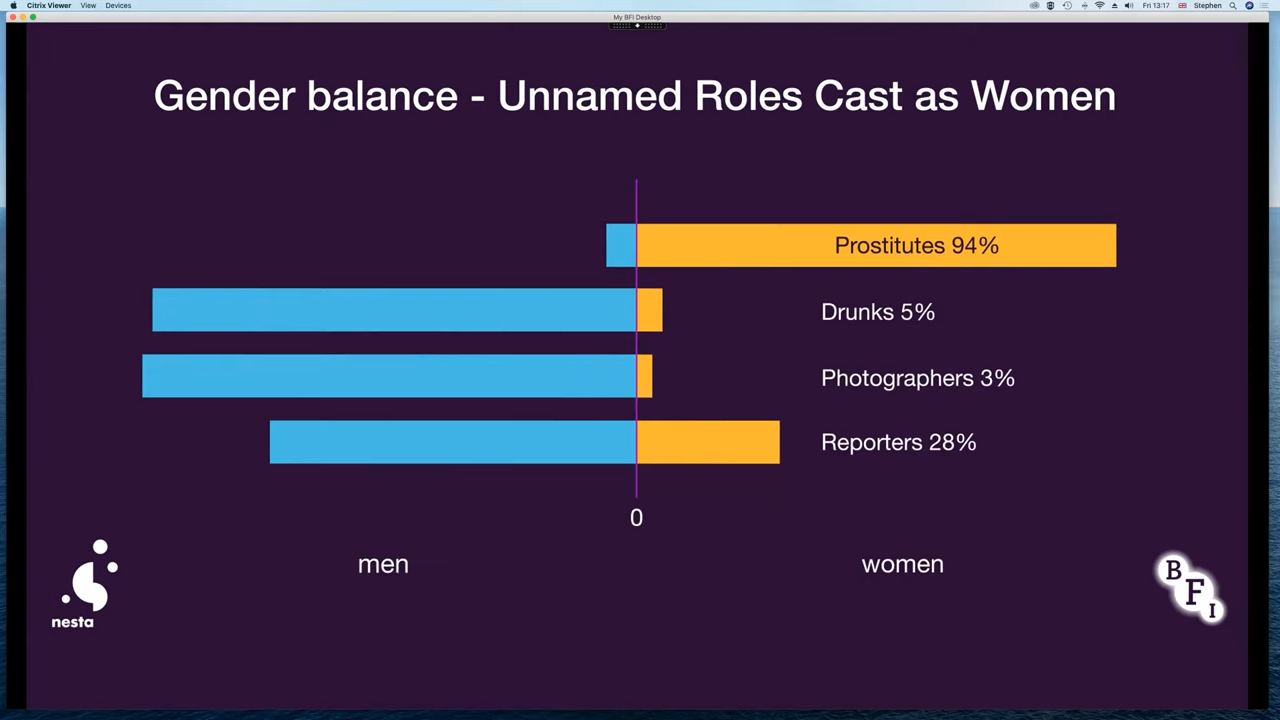 Citrix Viewer View Devices Fri 13:17 Stephen
My BFI Desktop
Gender balance - Unnamed Roles Cast as Women
Prostitutes 94%
Drunks 5%
Photographers 3%
Reporters 28%
0
men women
nesta
BFI